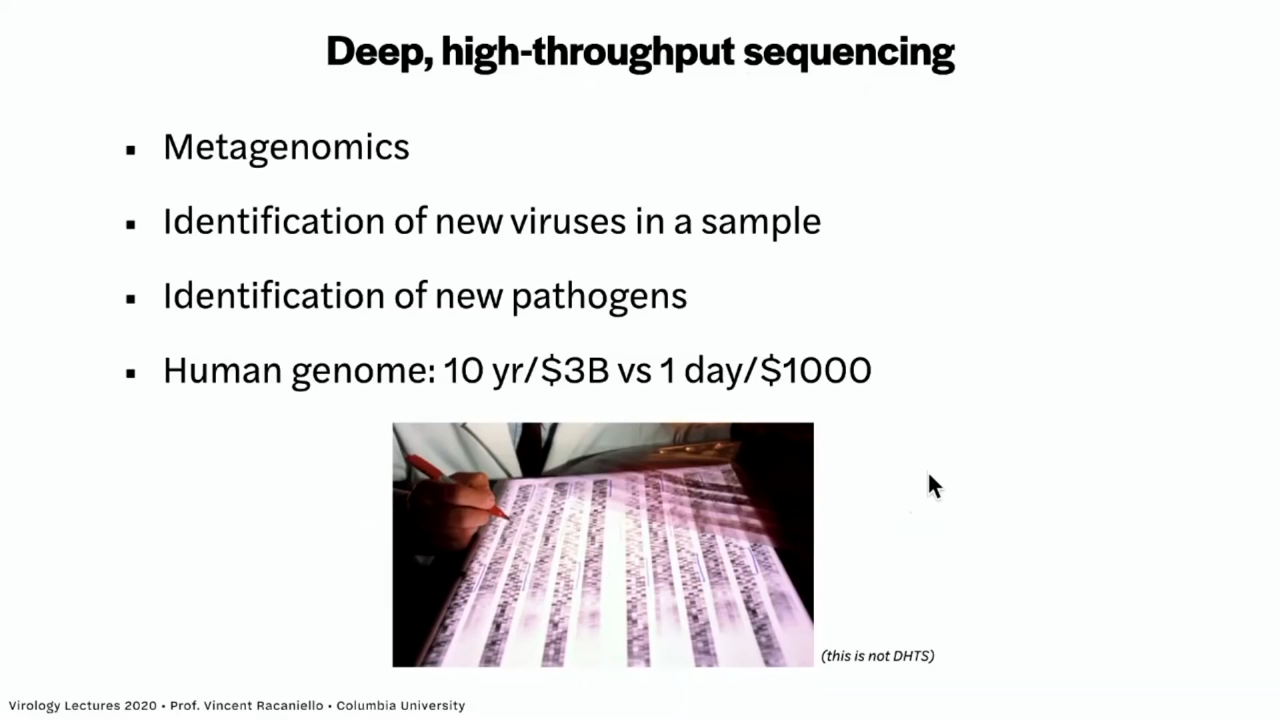 Deep, high-throughput sequencing
▪ Metagenomics
▪ Identification of new viruses in a sample
▪ Identification of new pathogens
▪ Human genome: 10 yr/$3B vs 1 day/$1000
(this is not DHTS)
Virology Lectures 2020 • Prof. Vincent Racaniello • Columbia University